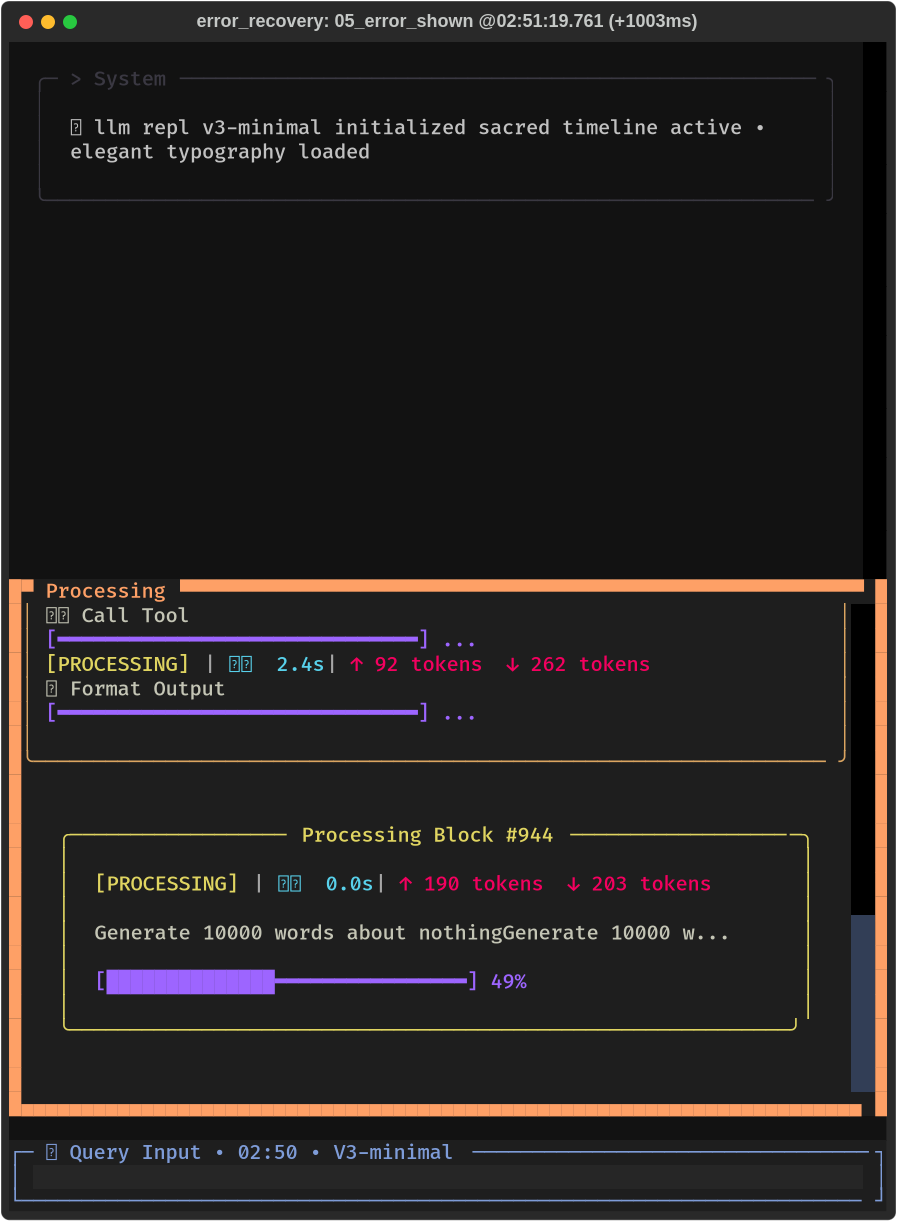 error_recovery: 05_error_shown @02:51:19.761 (+1003ms)
> System
llm repl v3-minimal initialized sacred timeline active •
elegant typography loaded
Processing
Call Tool
[━━━━━━━━━━━━━━━━━━━━━━━━━━━━━━] ...
[PROCESSING] | 2.4s| ↑ 92 tokens ↓ 262 tokens
Format Output
[━━━━━━━━━━━━━━━━━━━━━━━━━━━━━━] ...
Processing Block #944
[PROCESSING] | 0.0s| ↑ 190 tokens ↓ 203 tokens
Generate 10000 words about nothingGenerate 10000 w...
[██████████████━━━━━━━━━━━━━━━━] 49%
Query Input • 02:50 • V3-minimal